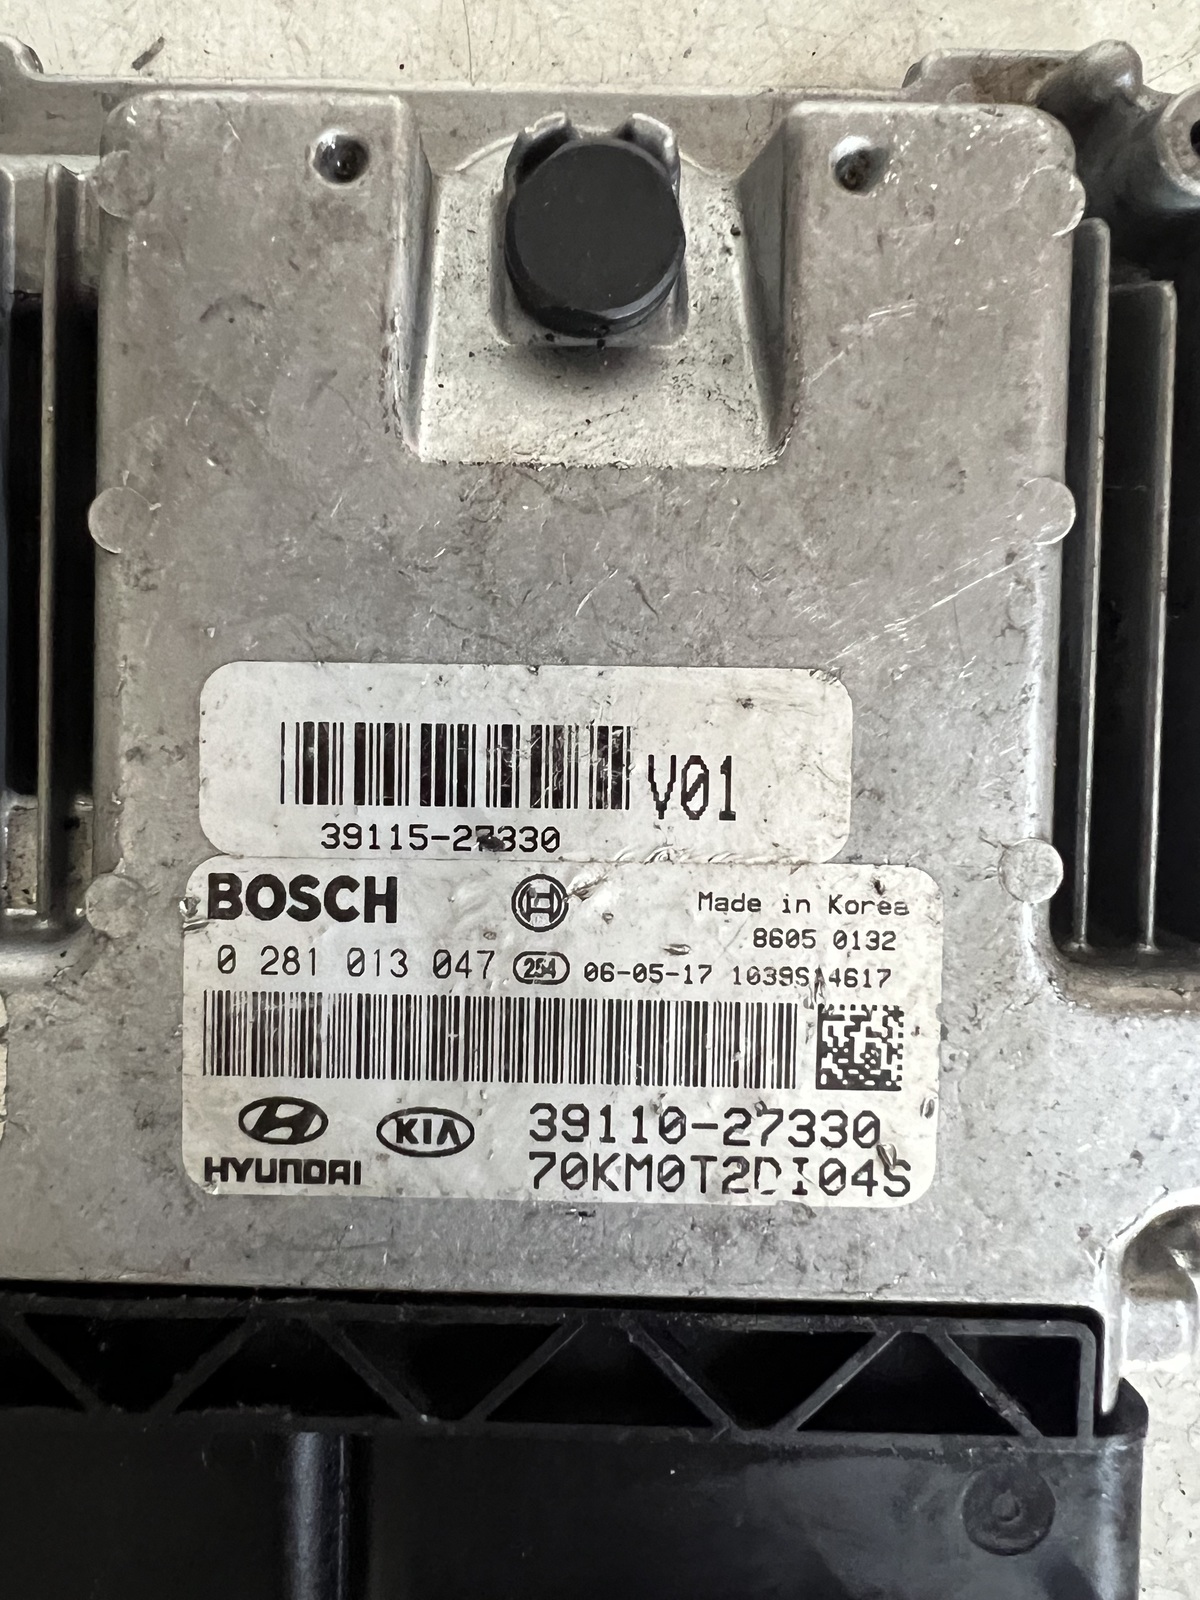 V01
39115-27330
BOSCH
Made in Korea
8605 0132
0 281 013 047 254 06-05-17 1039S14617
HYUNDAI
KIA
39110-27330
70KM0T2DI04S